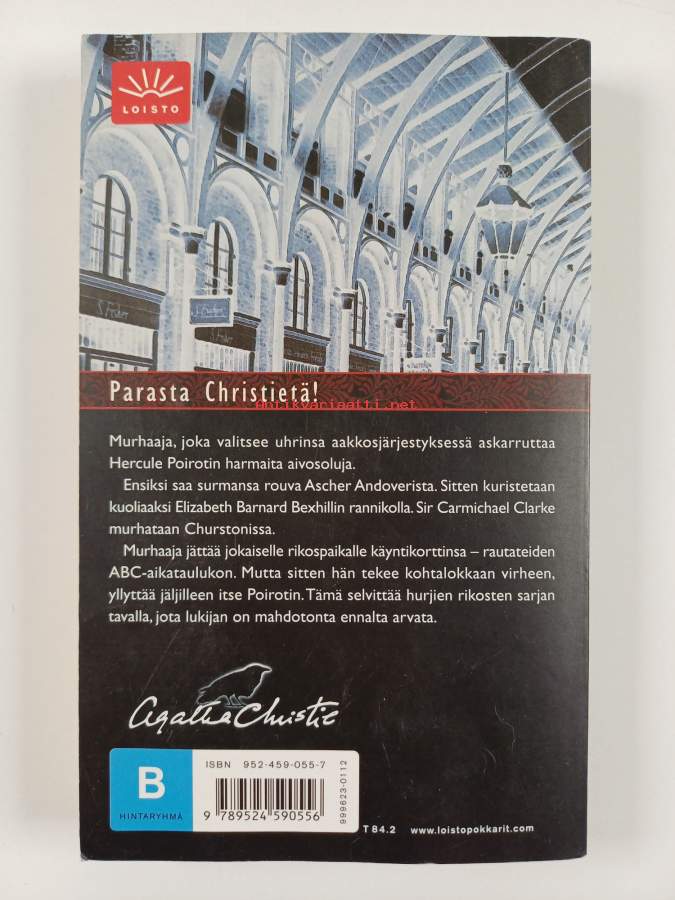 LOISTO
S. Fisher
S. Fisher
Parasta Christietä!
antikvariaatti.net
Murhaaja, joka valitsee uhrinsa aakkosjärjestyksessä askarruttaa
Hercule Poirotin harmaita aivosoluja.
Ensiksi saa surmansa rouva Ascher Andoverista. Sitten kuristetaan
kuoliaaksi Elizabeth Barnard Bexhillin rannikolla. Sir Carmichael Clarke
murhataan Churstonissa.
Murhaaja jättää jokaiselle rikospaikalle käyntikorttinsa – rautateiden
ABC-aikataulukon. Mutta sitten hän tekee kohtalokkaan virheen,
yllyttää jäljilleen itse Poirotin. Tämä selvittää hurjien rikosten sarjan
tavalla, jota lukijan on mahdotonta ennalta arvata.
Agatha Christie
B
HINTARYHMÄ
ISBN 952-459-055-7
9 789524 590556
999623-0112
T 84.2 www.loistopokkarit.com